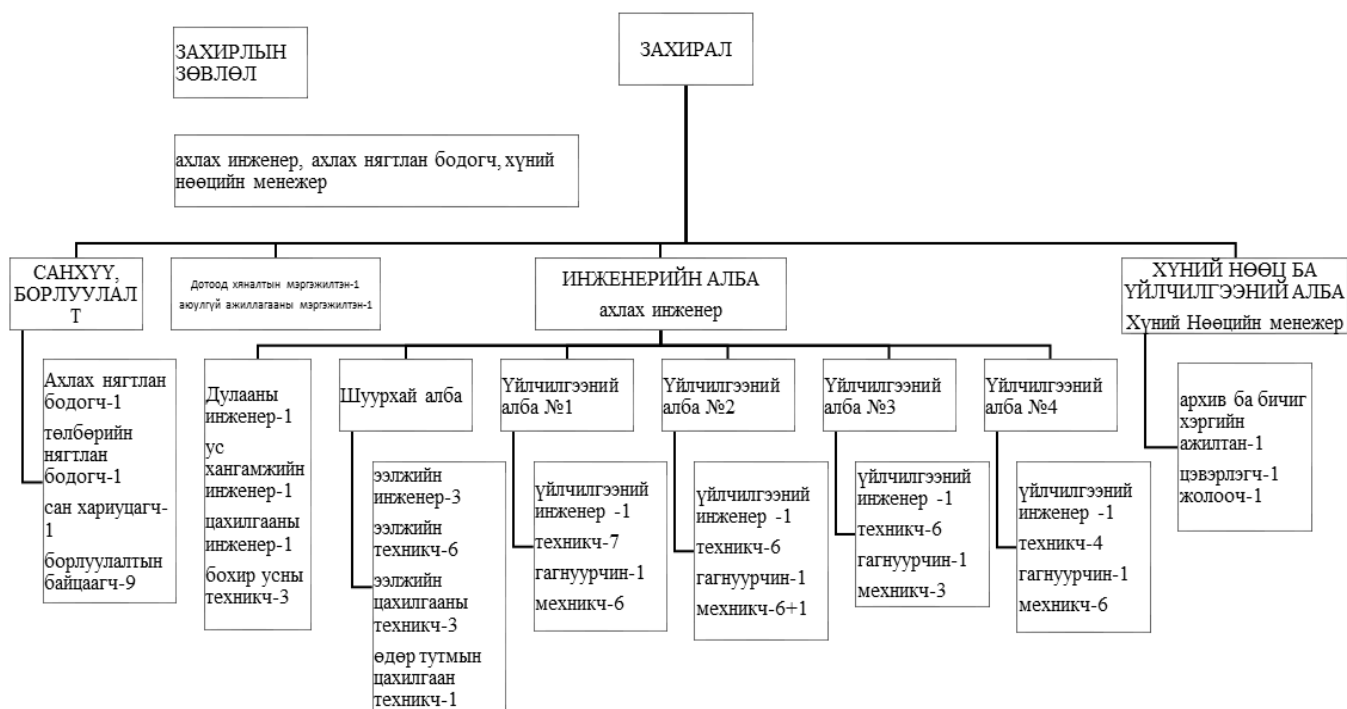 ЗАХИРЛЫН
ЗӨВЛӨЛ
ЗАХИРАЛ
ахлах инженер, ахлах нягтлан бодогч, хүний
нөөцийн менежер
САНХҮҮ,
БОРЛУУЛАЛ
Т
Дотоод хяналтын мэргэжилтэн-1
аюулгүй ажиллагааны мэргэжилтэн-1
ИНЖЕНЕРИЙН АЛБА
ахлах инженер
ХҮНИЙ НӨӨЦ БА
ҮЙЛЧИЛГЭЭНИЙ АЛБА
Хүний Нөөцийн менежер
Ахлах нягтлан
бодогч-1
төлбөрийн
нягтлан
бодогч-1
сан хариуцагч-
1
борлуулалтын
байцаагч-9
Дулааны
инженер-1
ус
хангамжийн
инженер-1
цахилгааны
инженер-1
бохир усны
техникч-3
Шуурхай алба
ээлжийн
инженер-3
ээлжийн
техникч-6
ээлжийн
цахилгааны
техникч-3
өдөр тутмын
цахилгаан
техникч-1
Үйлчилгээний
алба №1
үйлчилгээний
инженер -1
техникч-7
гагнуурчин-1
мехникч-6
Үйлчилгээний
алба №2
үйлчилгээний
инженер -1
техникч-6
гагнуурчин-1
мехникч-6+1
Үйлчилгээний
алба №3
үйлчилгээний
инженер -1
техникч-6
гагнуурчин-1
мехникч-3
Үйлчилгээний
алба №4
үйлчилгээний
инженер -1
техникч-4
гагнуурчин-1
мехникч-6
архив ба бичиг
хэргийн
ажилтан-1
цэвэрлэгч-1
жолооч-1